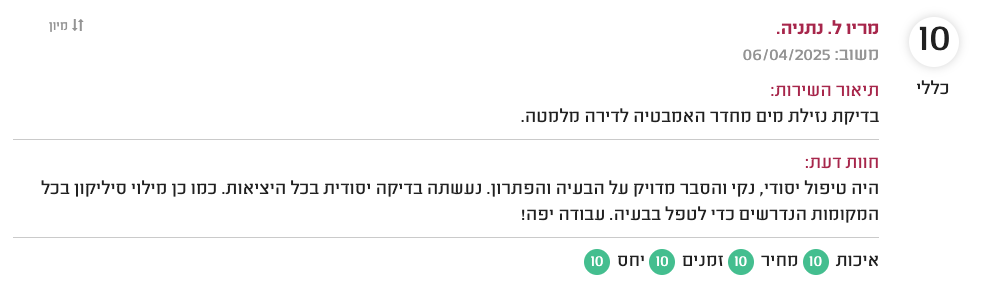 10
כללי
מריו ל. נתניה.
מיון
משוב: 06/04/2025
תיאור השירות:
בדיקת נזילת מים מחדר האמבטיה לדירה מלמטה.
חוות דעת:
היה טיפול יסודי, נקי והסבר מדויק על הבעיה והפתרון. נעשתה בדיקה יסודית בכל היציאות. כמו כן מילוי סיליקון בכל
המקומות הנדרשים כדי לטפל בבעיה. עבודה יפה!
איכות 10 מחיר 10 זמנים 10 יחס 10